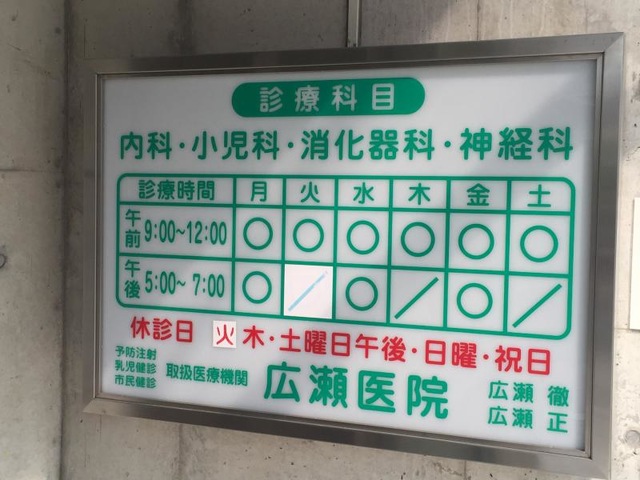 診療科目
内科・小児科・消化器科・神経科
診療時間 月 火 水 木 金 土
午前 9:00~12:00 ○ ○ ○ ○ ○ ○
午後 5:00~7:00 ○ / ○ / ○ /
休診日 火 木・土曜日午後・日曜・祝日
予防注射
乳児健診
市民健診
取扱医療機関
広瀬医院
広瀬 徹
広瀬 正